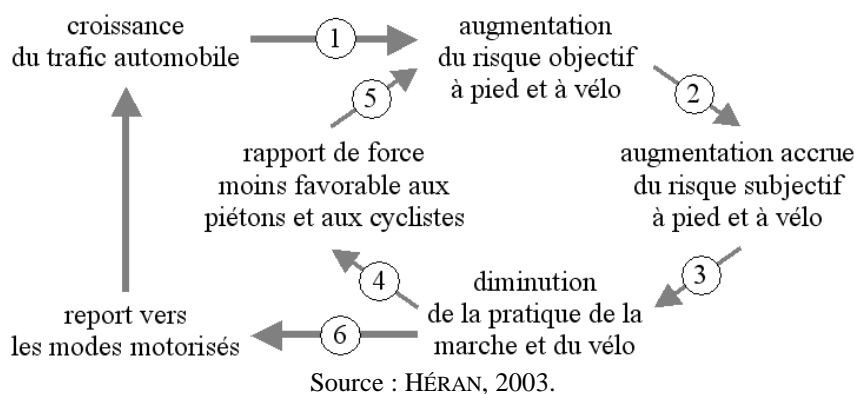 croissance
du trafic automobile
1
augmentation
du risque objectif
à pied et à vélo
2
5
rapport de force
moins favorable aux
piétons et aux cyclistes
augmentation accrue
du risque subjectif
à pied et à vélo
3
4
diminution
de la pratique de la
marche et du vélo
6
report vers
les modes motorisés
Source : HÉRAN, 2003.